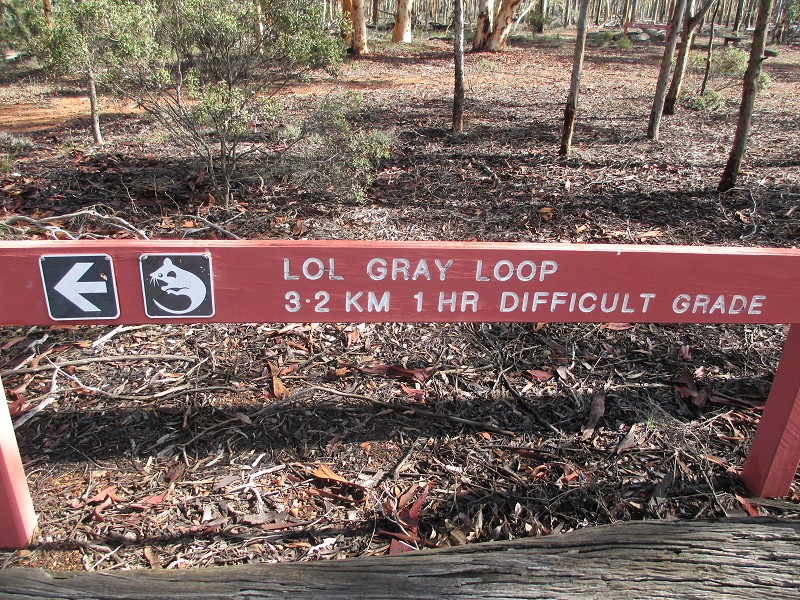 LOL GRAY LOOP
3·2 KM 1 HR DIFFICULT GRADE